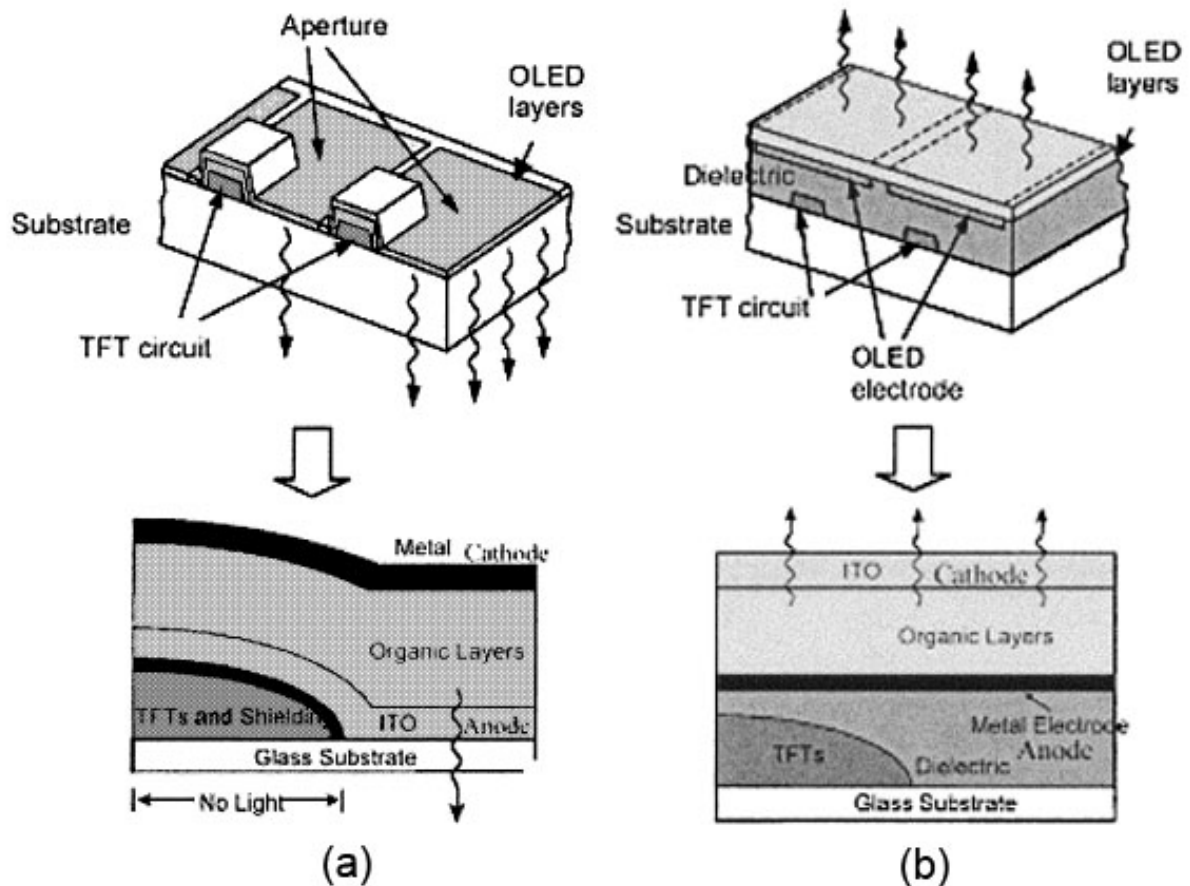 Aperture
OLED
layers
Substrate
TFT circuit
Metal Cathode
Organic Layers
TFTs and Shielding
ITO Anode
Glass Substrate
No Light
(a)
OLED
layers
Dielectric
Substrate
TFT circuit
OLED
electrode
ITO Cathode
Organic Layers
Metal Electrode
Anode
TFTs
Dielectric
Glass Substrate
(b)